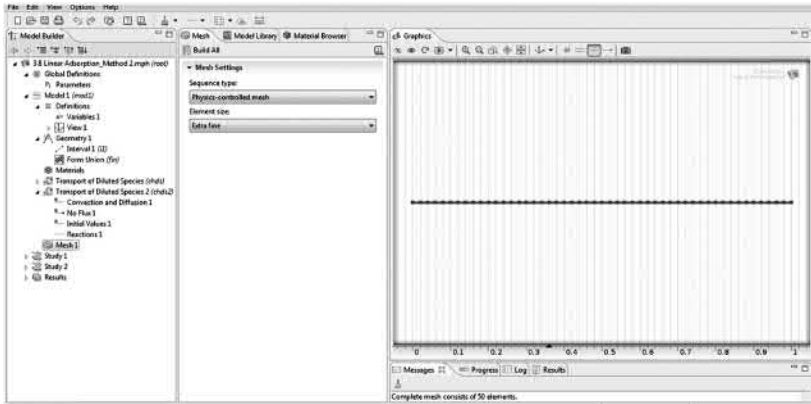 File Edit View Options Help
Model Builder
3.8 Linear Adsorption_Method 2.mph (root)
Global Definitions
Parameters
Model 1 (mod1)
Definitions
Variables 1
View 1
Geometry 1
Interval 1 (i1)
Form Union (fin)
Materials
Transport of Diluted Species (chds)
Transport of Diluted Species 2 (chds2)
Convection and Diffusion 1
No Flux 1
Initial Values 1
Reactions 1
Mesh 1
Study 1
Study 2
Results
Mesh Model Library Material Browser
Build All
Mesh Settings
Sequence type:
Physics-controlled mesh
Element size:
Extra fine
Graphics
0 0.1 0.2 0.3 0.4 0.5 0.6 0.7 0.8 0.9 1
Messages Progress Log Results
Complete mesh consists of 50 elements.